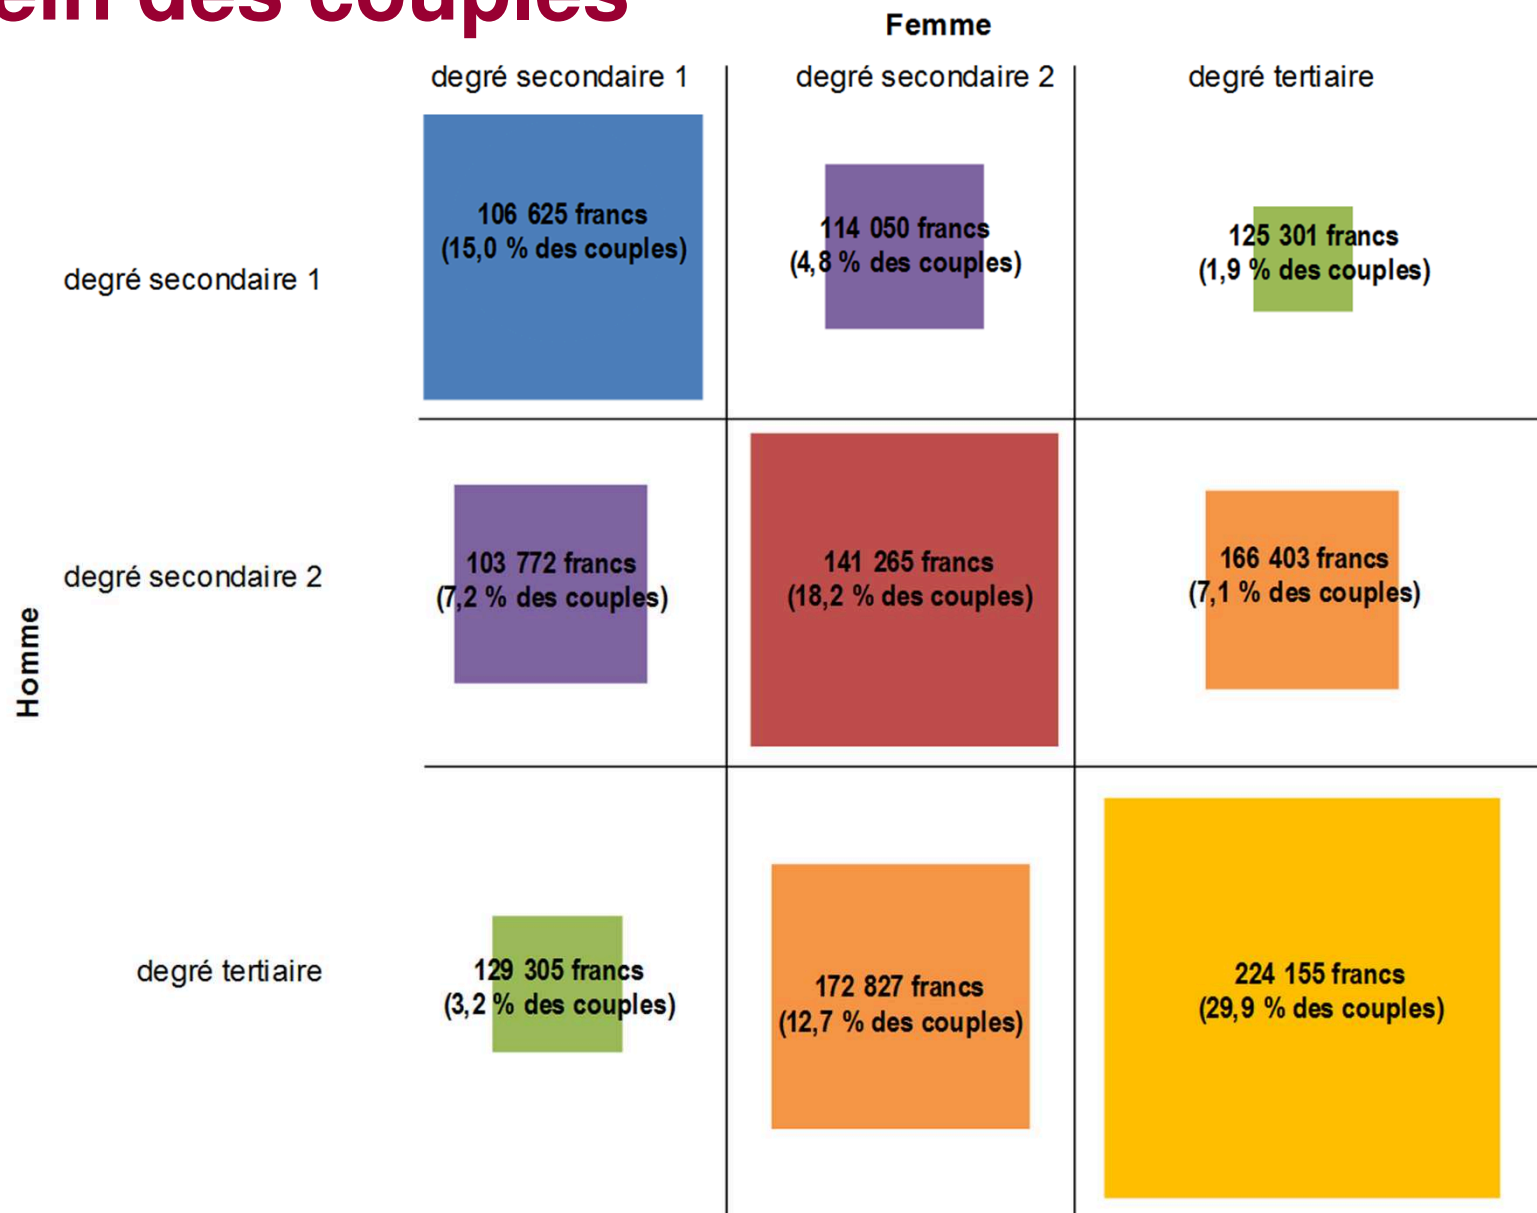 ein des couples
Femme
degré secondaire 1
degré secondaire 2
degré tertiaire
degré secondaire 1
106 625 francs
(15,0 % des couples)
114 050 francs
(4,8 % des couples)
125 301 francs
(1,9 % des couples)
Homme
degré secondaire 2
103 772 francs
(7,2 % des couples)
141 265 francs
(18,2 % des couples)
166 403 francs
(7,1 % des couples)
degré tertiaire
129 305 francs
(3,2 % des couples)
172 827 francs
(12,7 % des couples)
224 155 francs
(29,9 % des couples)